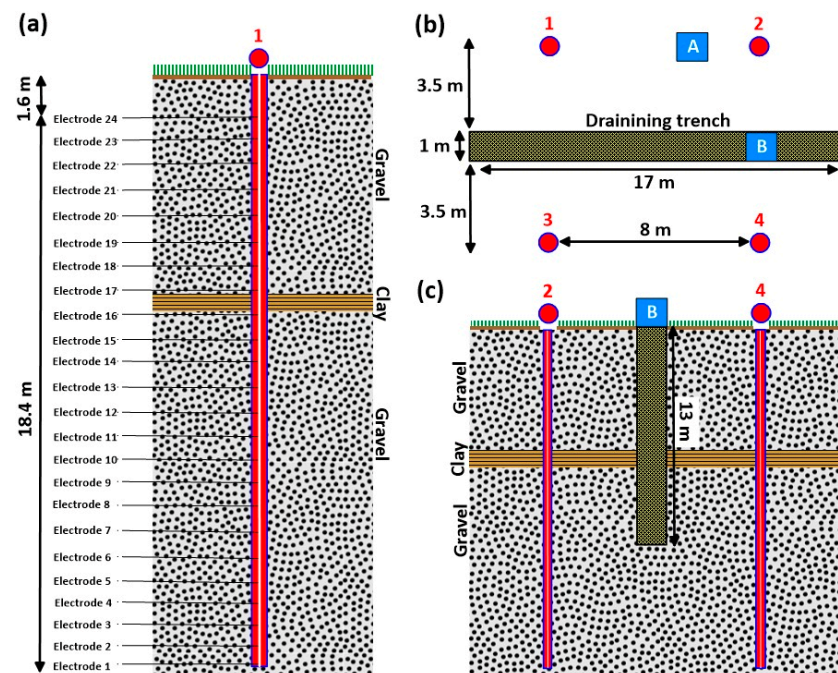 (a)
1
1.6 m
18.4 m
Electrode 24
Electrode 23
Electrode 22
Electrode 21
Electrode 20
Electrode 19
Electrode 18
Electrode 17
Electrode 16
Electrode 15
Electrode 14
Electrode 13
Electrode 12
Electrode 11
Electrode 10
Electrode 9
Electrode 8
Electrode 7
Electrode 6
Electrode 5
Electrode 4
Electrode 3
Electrode 2
Electrode 1
Gravel
Clay
Gravel
(b)
1
A
2
3.5 m
Drainining trench
1 m
B
17 m
3.5 m
3
8 m
4
(c)
2
B
4
Gravel
Clay
Gravel
13 m